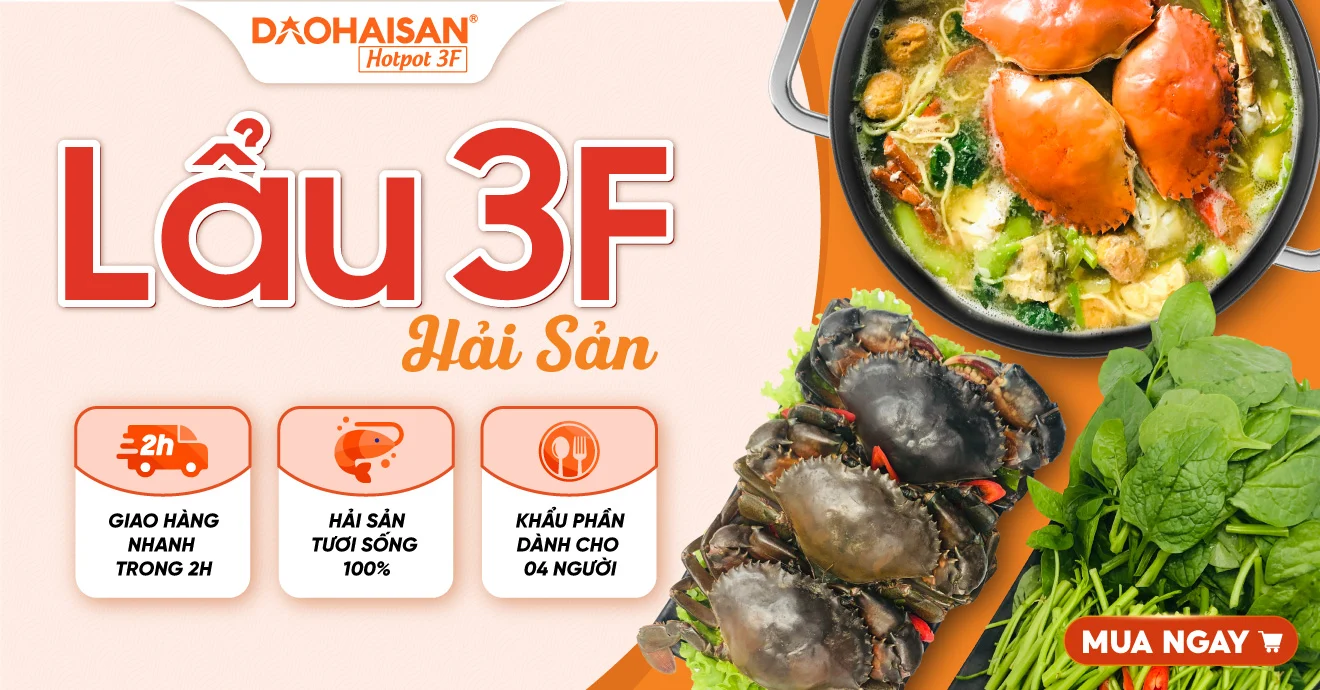 DAOHAISAN®
Hotpot 3F
Lẩu 3F
Hải Sản
2h
GIAO HÀNG
NHANH
TRONG 2H
HẢI SẢN
TƯƠI SỐNG
100%
KHẨU PHẦN
DÀNH CHO
04 NGƯỜI
MUA NGAY